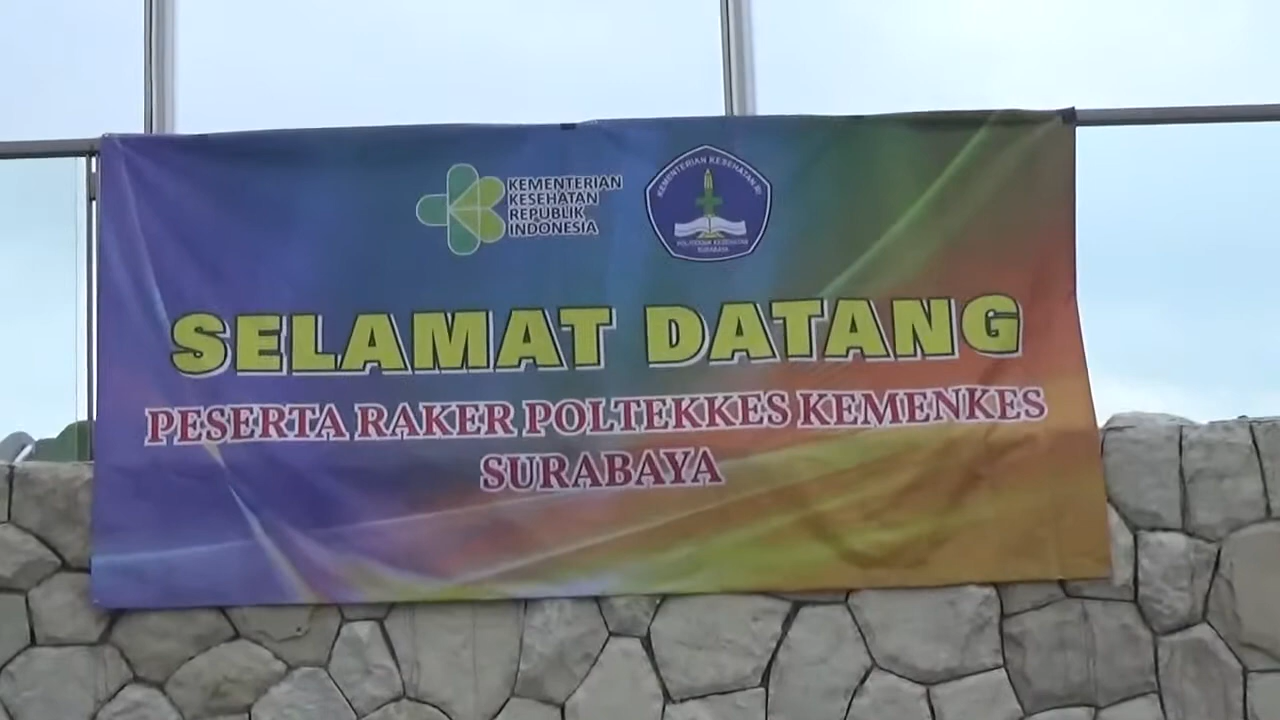 KEMENTERIAN
KESEHATAN
REPUBLIK
INDONESIA
KEMENTERIAN KESEHATAN RI
POLITEKNIK KESEHATAN
SURABAYA
SELAMAT DATANG
PESERTA RAKER POLTEKKES KEMENKES
SURABAYA